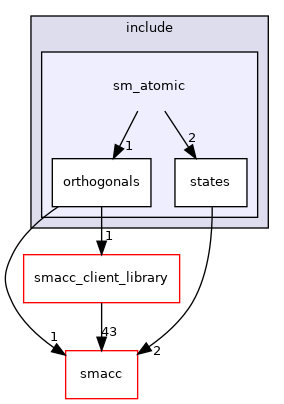 include
sm_atomic
1
2
orthogonals
states
1
smacc_client_library
43
1
2
smacc